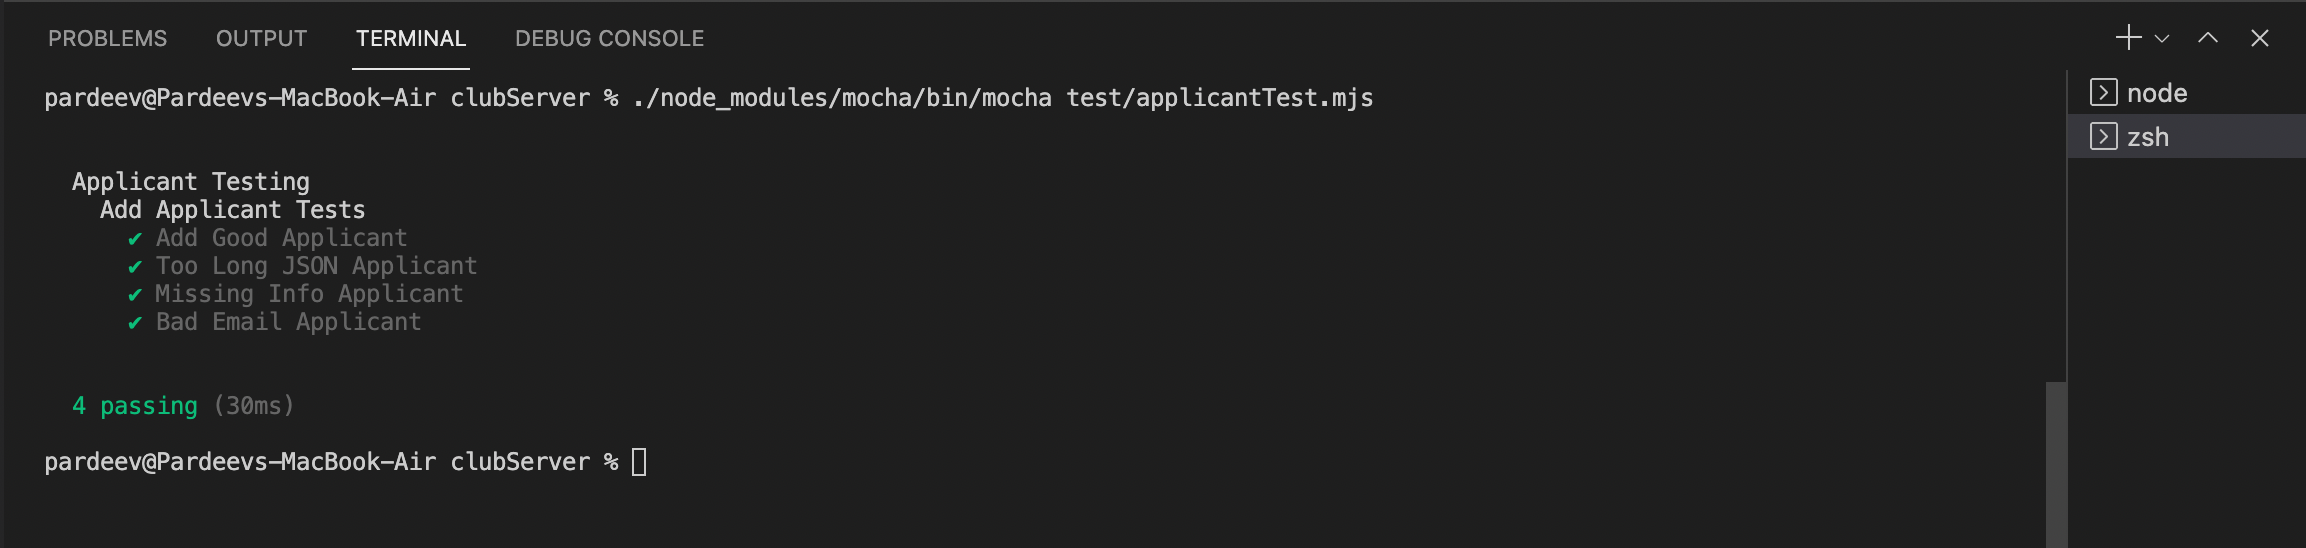 PROBLEMS OUTPUT TERMINAL DEBUG CONSOLE
pardeev@Pardeevs-MacBook-Air clubServer % ./node_modules/mocha/bin/mocha test/applicantTest.mjs
Applicant Testing
Add Applicant Tests
✔ Add Good Applicant
✔ Too Long JSON Applicant
✔ Missing Info Applicant
✔ Bad Email Applicant
4 passing (30ms)
pardeev@Pardeevs-MacBook-Air clubServer %
node
zsh